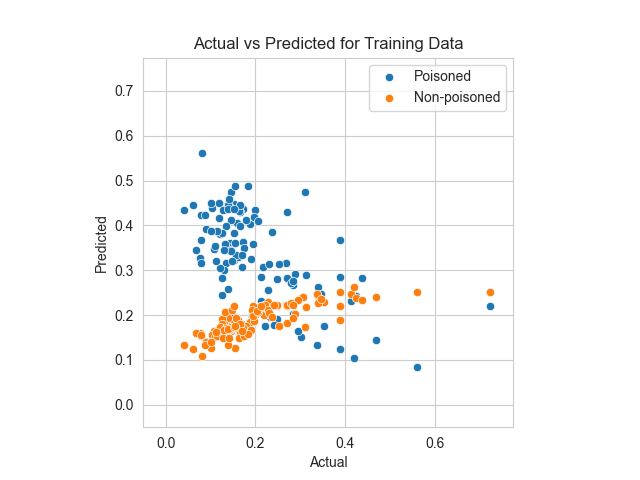 Actual vs Predicted for Training Data
Poisoned
Non-poisoned
Predicted
0.7
0.6
0.5
0.4
0.3
0.2
0.1
0.0
0.0 0.2 0.4 0.6
Actual